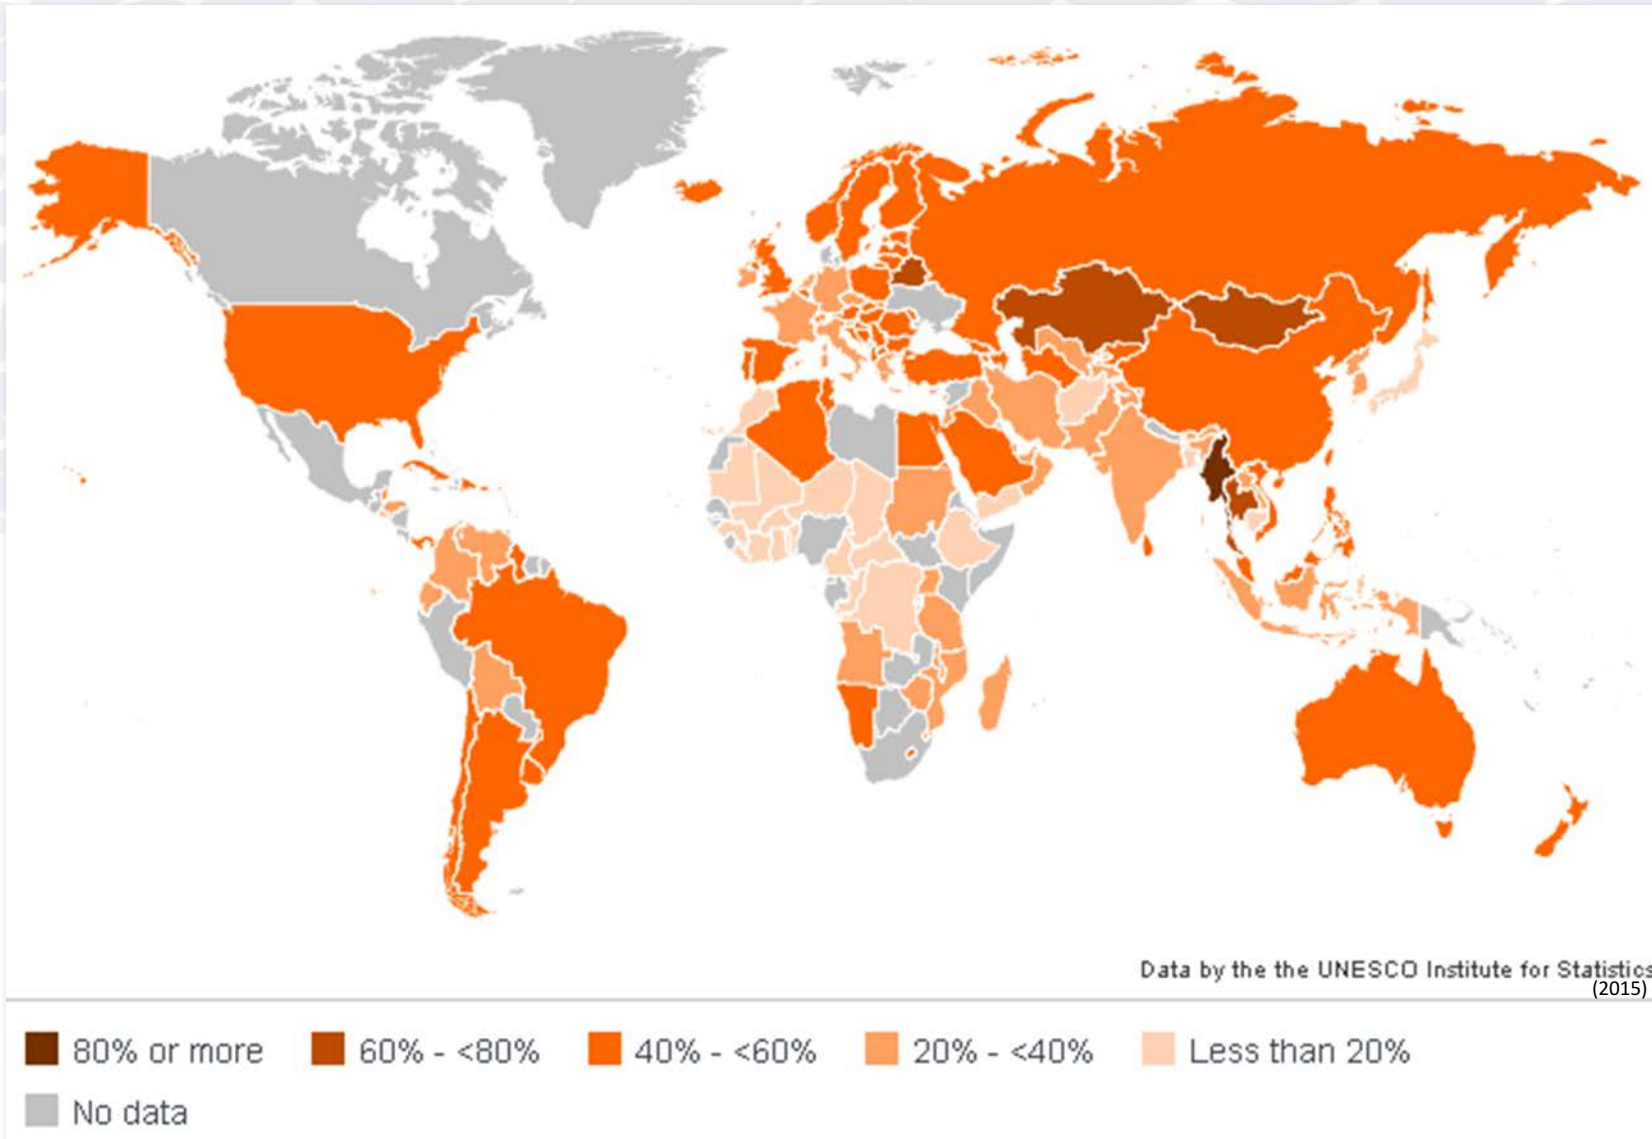 Data by the the UNESCO Institute for Statistics
(2015)
80% or more
60% - <80%
40% - <60%
20% - <40%
Less than 20%
No data